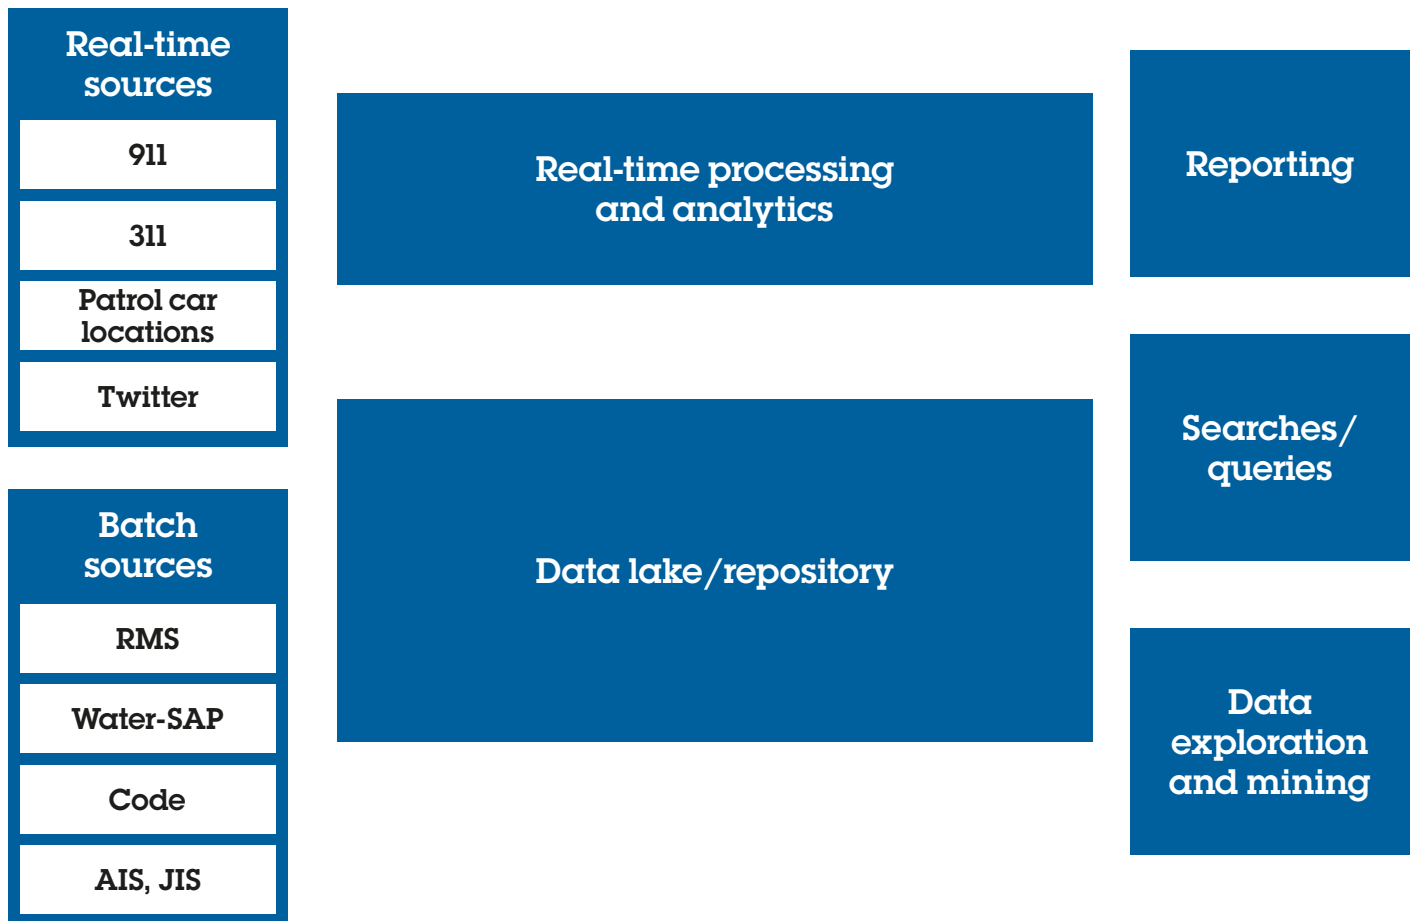 Real-time
sources
911
311
Patrol car
locations
Twitter
Batch
sources
RMS
Water-SAP
Code
AIS, JIS
Real-time processing
and analytics
Data lake/repository
Reporting
Searches/
queries
Data
exploration
and mining